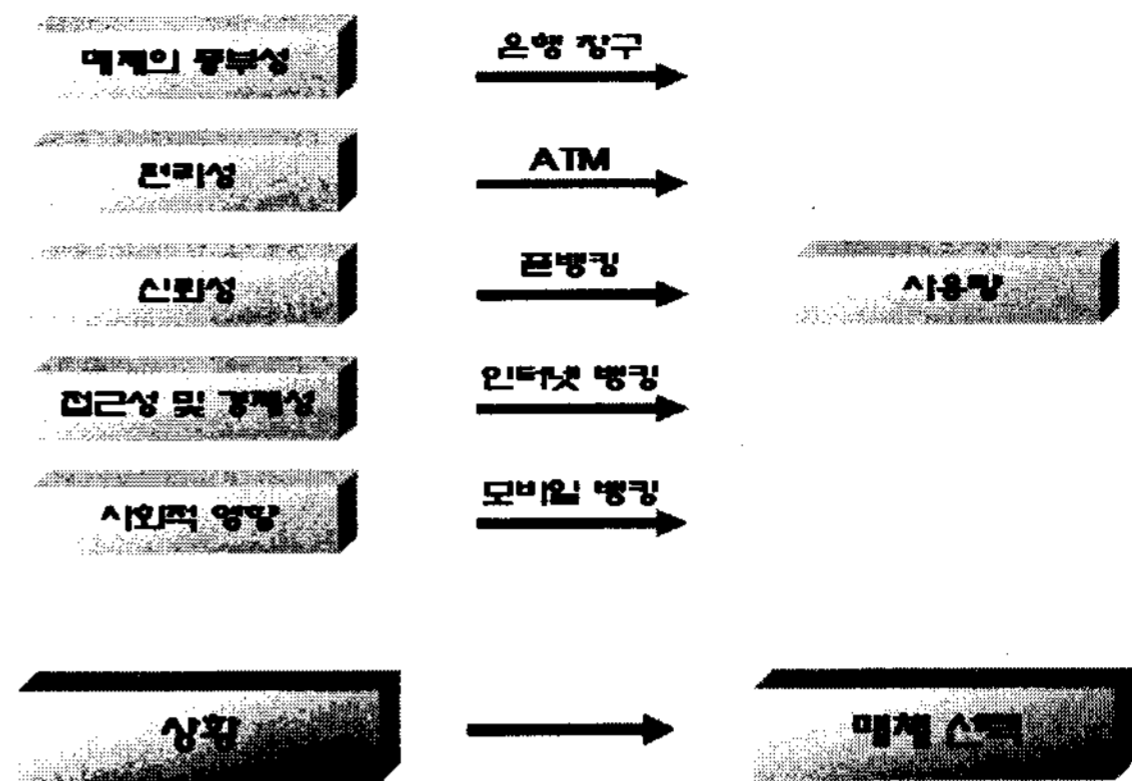 매체의 풍부성
은행 창구
편리성
ATM
신뢰성
폰뱅킹
사용량
접근성 및 경제성
인터넷 뱅킹
사회적 영향
모바일 뱅킹
상황
매체 선택